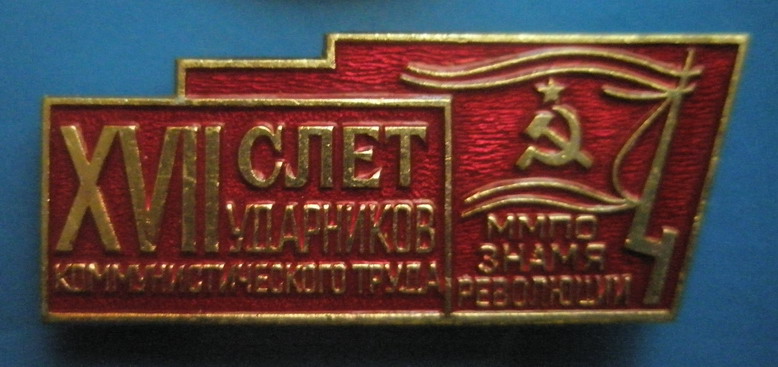 XVII СЛЕТ
УДАРНИКОВ
КОММУНИСТИЧЕСКОГО ТРУДА
ММПО
ЗНАМЯ
РЕВОЛЮЦИИ